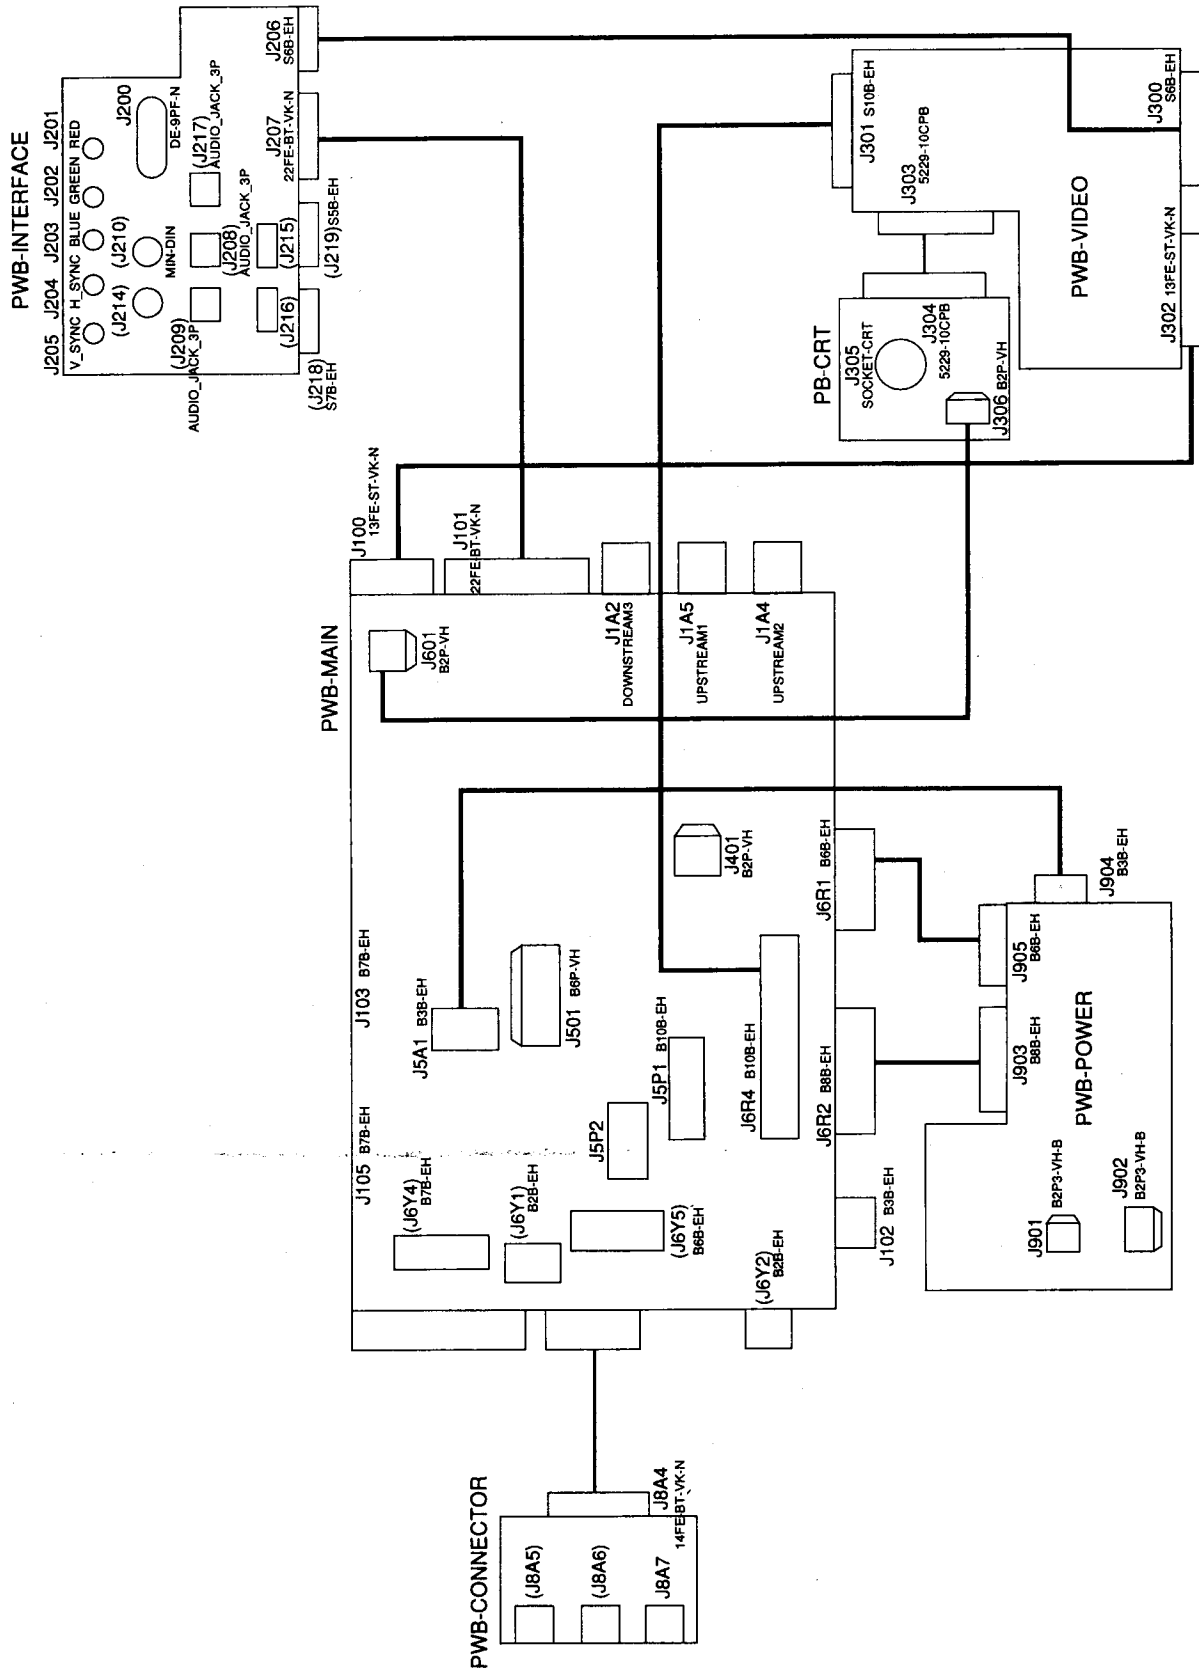 PWB-INTERFACE
J205
J204
J203
J202
J201
V_SYNC H_SYNC BLUE GREEN RED
J200
DE-9PF-N
(J214)
(J210)
MIN-DIN
(J217)
AUDIO_JACK_3P
(J208)
AUDIO_JACK_3P
(J209)
AUDIO_JACK_3P
(J216)
(J215)
J206
S6B-EH
J207
22FE-BT-VK-N
(J219) S5B-EH
(J218)
S7B-EH
J301 S10B-EH
J303
5229-10CPB
PWB-VIDEO
J300
S6B-EH
J302 13FE-ST-VK-N
PB-CRT
J305
SOCKET-CRT
J304
5229-10CPB
J306 B2P-VH
PWB-MAIN
J100
13FE-ST-VK-N
J101
22FE-BT-VK-N
J601
B2P-VH
J1A2
DOWNSTREAM3
J1A5
UPSTREAM1
J1A4
UPSTREAM2
J103 B7B-EH
J5A1 B3B-EH
J501 B6P-VH
J401
B2P-VH
J105 B7B-EH
(J6Y4)
B7B-EH
(J6Y1)
B2B-EH
J5P2
J5P1 B10B-EH
(J6Y5)
B6B-EH
J6R4 B10B-EH
J6R1 B6B-EH
J6R2 B8B-EH
(J6Y2)
B2B-EH
J102 B3B-EH
J904
B3B-EH
J905
B6B-EH
J903
B8B-EH
PWB-POWER
J901 B2P3-VH-B
J902
B2P3-VH-B
PWB-CONNECTOR
J8A4
14FE-BT-VK-N
(J8A5)
(J8A6)
J8A7